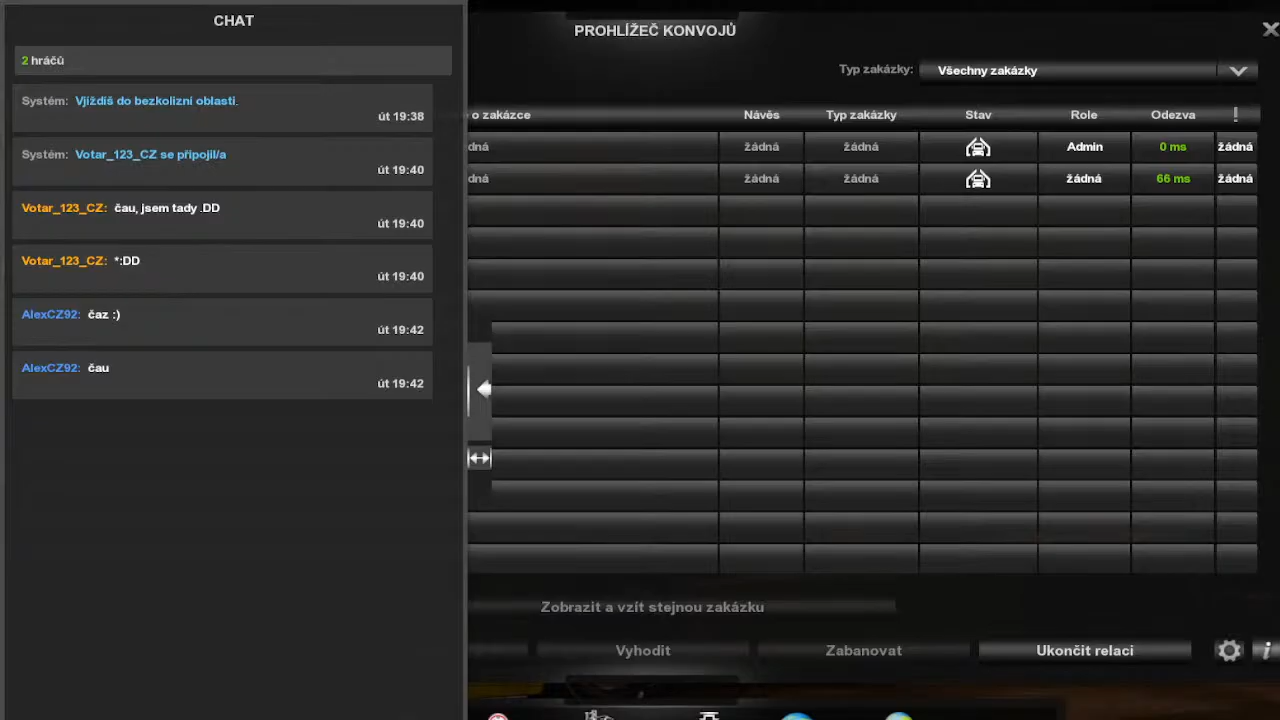 CHAT
2 hráčů
Systém: Vjíždíš do bezkolizní oblasti.
út 19:38
Systém: Votar_123_CZ se připojil/a
út 19:40
Votar_123_CZ: čau, jsem tady .DD
út 19:40
Votar_123_CZ: *:DD
út 19:40
AlexCZ92: čaz :)
út 19:42
AlexCZ92: čau
út 19:42
PROHLÍŽEČ KONVOJŮ
Typ zakázky: Všechny zakázky
o zakázce Návěs Typ zakázky Stav Role Odezva !
dná žádná žádná Admin 0 ms žádná
dná žádná žádná žádná 66 ms žádná
Zobrazit a vzít stejnou zakázku
Vyhodit Zabanovat Ukončit relaci